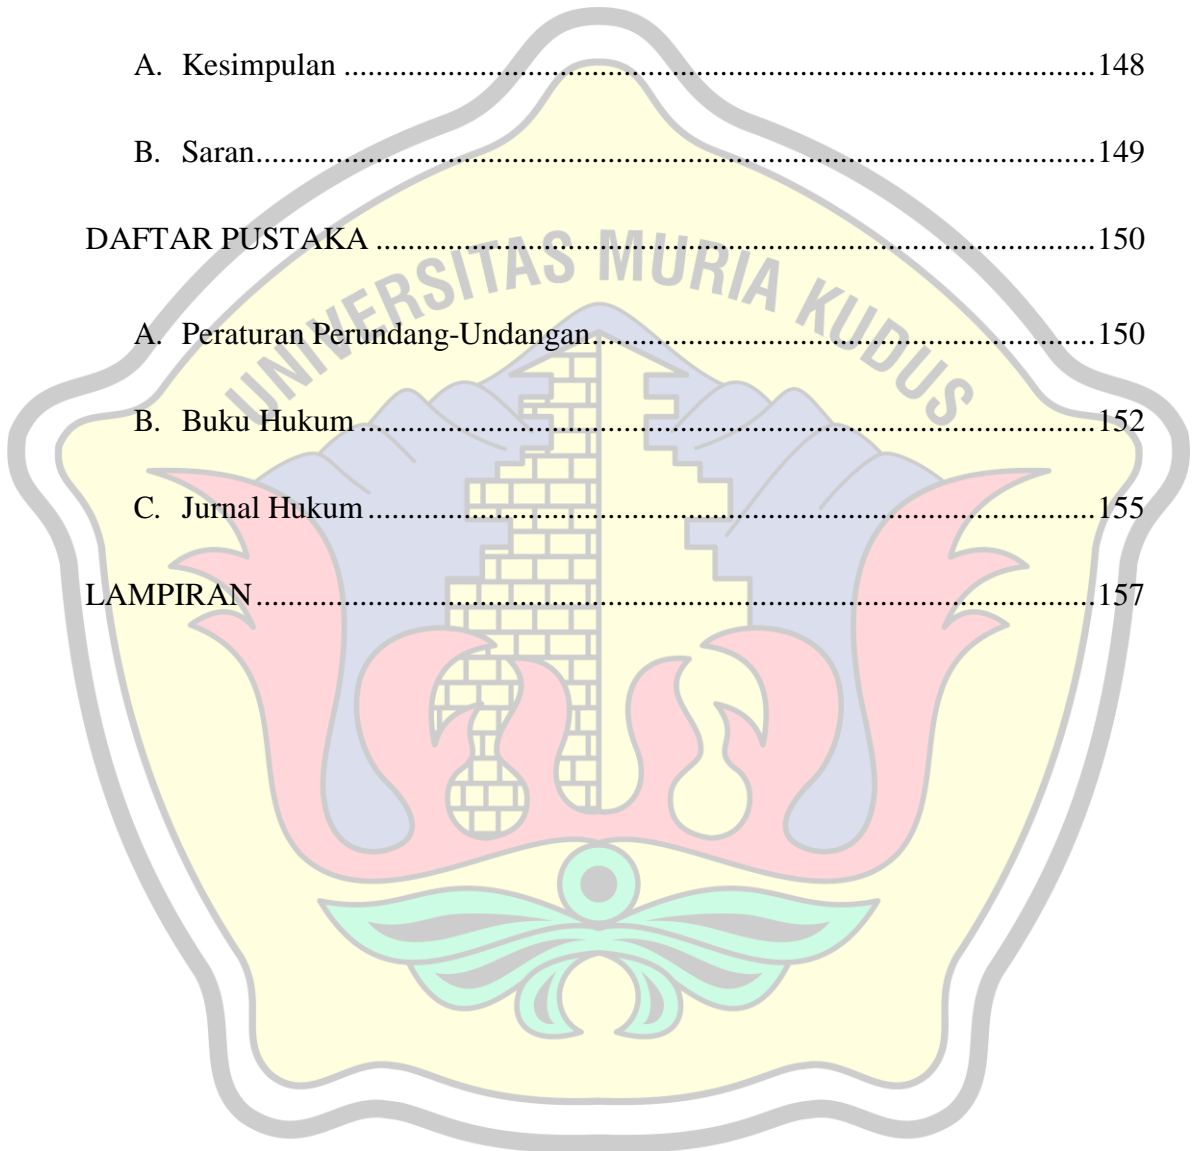 A. Kesimpulan ..............................................................................................148
B. Saran.........................................................................................................149
DAFTAR PUSTAKA ..........................................................................................150
UNIVERSITAS MURIA KUDUS
A. Peraturan Perundang-Undangan...............................................................150
B. Buku Hukum ............................................................................................152
C. Jurnal Hukum ...........................................................................................155
LAMPIRAN.........................................................................................................157